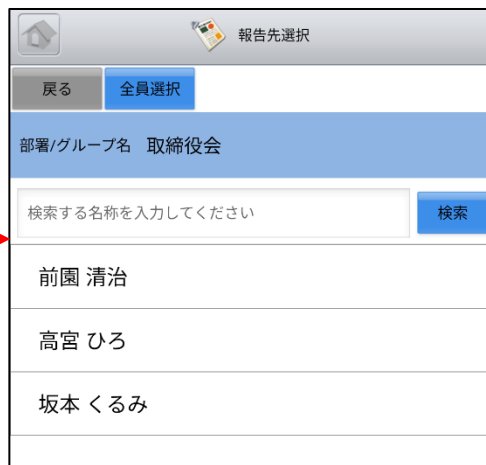 報告先選択
戻る 全員選択
部署/グループ名 取締役会
検索する名称を入力してください 検索
前園 清治
高宮 ひろ
坂本 くるみ